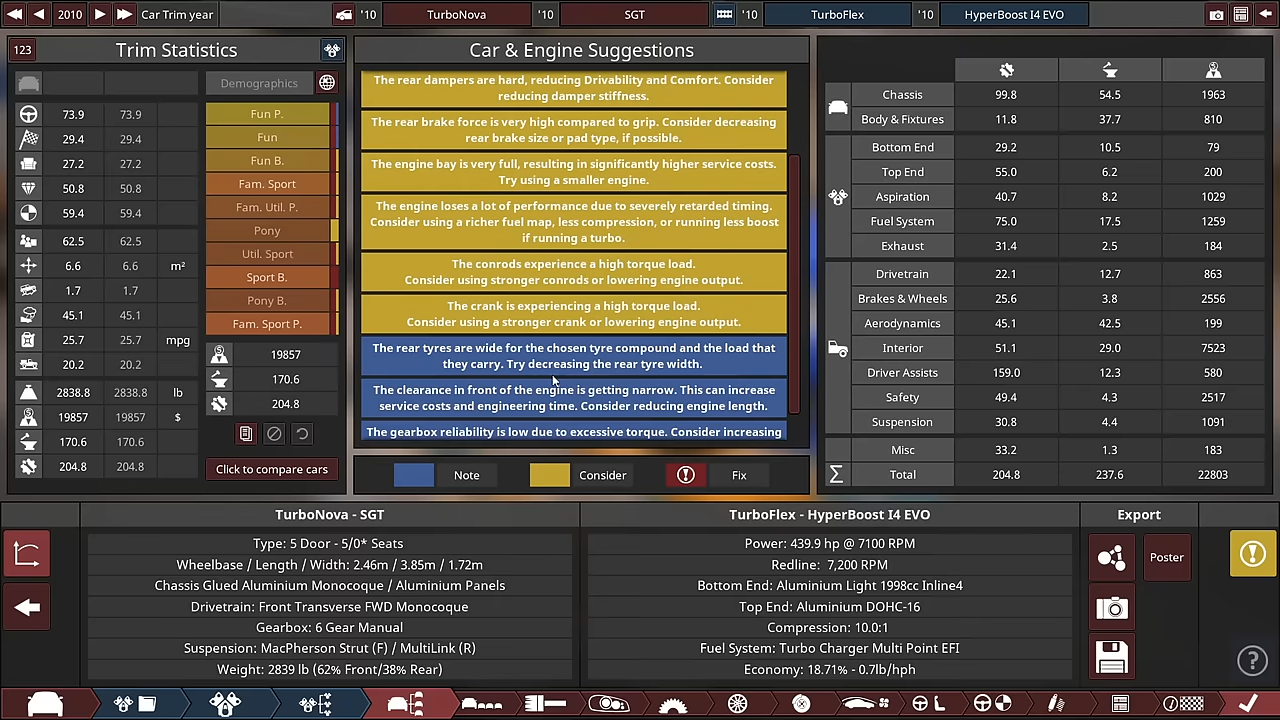 2010
Car Trim year
'10
TurboNova
'10
SGT
'10
TurboFlex
'10
HyperBoost I4 EVO
123
Trim Statistics
Demographics
73.9 73.9
29.4 29.4
27.2 27.2
50.8 50.8
59.4 59.4
62.5 62.5
6.6 6.6 m²
1.7 1.7
45.1 45.1
25.7 25.7 mpg
20.2 20.2
2838.8 2838.8 lb
19857 19857 $
170.6 170.6
204.8 204.8
Fun P.
Fun
Fun B.
Fam. Sport
Fam. Util. P.
Pony
Util. Sport
Sport B.
Pony B.
Fam. Sport P.
19857
170.6
204.8
Click to compare cars
Car & Engine Suggestions
The rear dampers are hard, reducing Drivability and Comfort. Consider
reducing damper stiffness.
The rear brake force is very high compared to grip. Consider decreasing
rear brake size or pad type, if possible.
The engine bay is very full, resulting in significantly higher service costs.
Try using a smaller engine.
The engine loses a lot of performance due to severely retarded timing.
Consider using a richer fuel map, less compression, or running less boost
if running a turbo.
The conrods experience a high torque load.
Consider using stronger conrods or lowering engine output.
The crank is experiencing a high torque load.
Consider using a stronger crank or lowering engine output.
The rear tyres are wide for the chosen tyre compound and the load that
they carry. Try decreasing the rear tyre width.
The clearance in front of the engine is getting narrow. This can increase
service costs and engineering time. Consider reducing engine length.
The gearbox reliability is low due to excessive torque. Consider increasing
Note
Consider
Fix
Chassis 99.8 54.5 1963
Body & Fixtures 11.8 37.7 810
Bottom End 29.2 10.5 79
Top End 55.0 6.2 200
Aspiration 40.7 8.2 1029
Fuel System 75.0 17.5 1259
Exhaust 31.4 2.5 184
Drivetrain 22.1 12.7 863
Brakes & Wheels 25.6 3.8 2556
Aerodynamics 45.1 42.5 199
Interior 51.1 29.0 7523
Driver Assists 159.0 12.3 580
Safety 49.4 4.3 2517
Suspension 30.8 4.4 1091
Misc 33.2 1.3 183
Σ Total 204.8 237.6 22803
TurboNova - SGT
Type: 5 Door - 5/0* Seats
Wheelbase / Length / Width: 2.46m / 3.85m / 1.72m
Chassis Glued Aluminium Monocoque / Aluminium Panels
Drivetrain: Front Transverse FWD Monocoque
Gearbox: 6 Gear Manual
Suspension: MacPherson Strut (F) / MultiLink (R)
Weight: 2839 lb (62% Front/38% Rear)
TurboFlex - HyperBoost I4 EVO
Power: 439.9 hp @ 7100 RPM
Redline: 7,200 RPM
Bottom End: Aluminium Light 1998cc Inline4
Top End: Aluminium DOHC-16
Compression: 10.0:1
Fuel System: Turbo Charger Multi Point EFI
Economy: 18.71% - 0.7lb/hph
Export
Poster